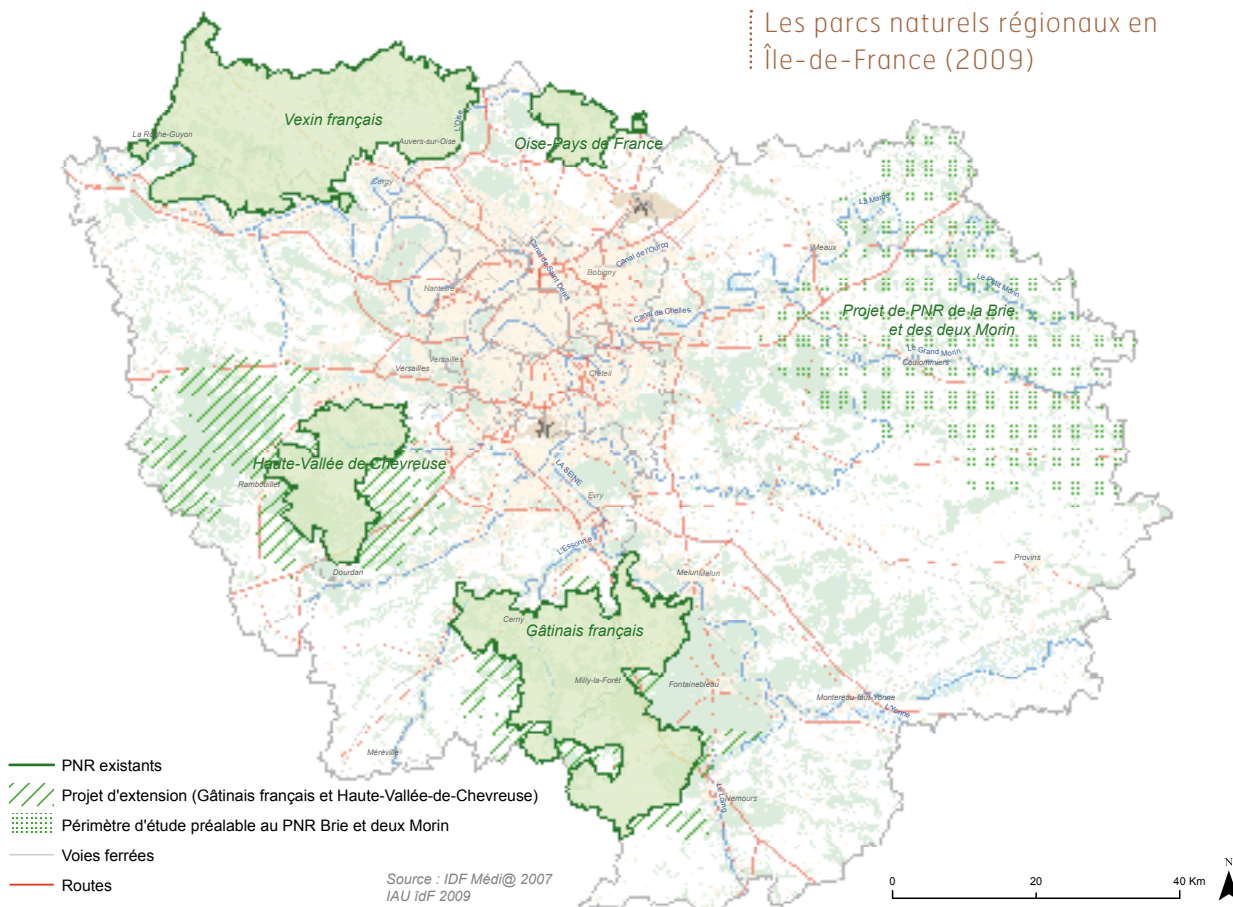 Les parcs naturels régionaux en
Île-de-France (2009)
Vexin français
La Roche-Guyon
Auvers-sur-Oise
L'Oise
Oise-Pays de France
Cergy
La Marne
Meaux
Canal de Saint Denis
Canal de l'Ourcq
Bobigny
Nanterre
Le Petit Morin
Canal de Chelles
Projet de PNR de la Brie
et des deux Morin
Le Grand Morin
Coulommiers
Versailles
Versailles
Créteil
Haute-Vallée de Chevreuse
Rambouillet
LA SEINE
Evry
L'Essonne
Dourdan
Melun
Melun
Provins
Cerny
Gâtinais français
Milly-la-Forêt
Fontainebleau
Montereau-faut-Yonne
L'Yonne
Méréville
Le Loing
Nemours
PNR existants
Projet d'extension (Gâtinais français et Haute-Vallée-de-Chevreuse)
Périmètre d'étude préalable au PNR Brie et deux Morin
Voies ferrées
Routes
Source : IDF Médi@ 2007
IAU îdF 2009
0 20 40 Km
N